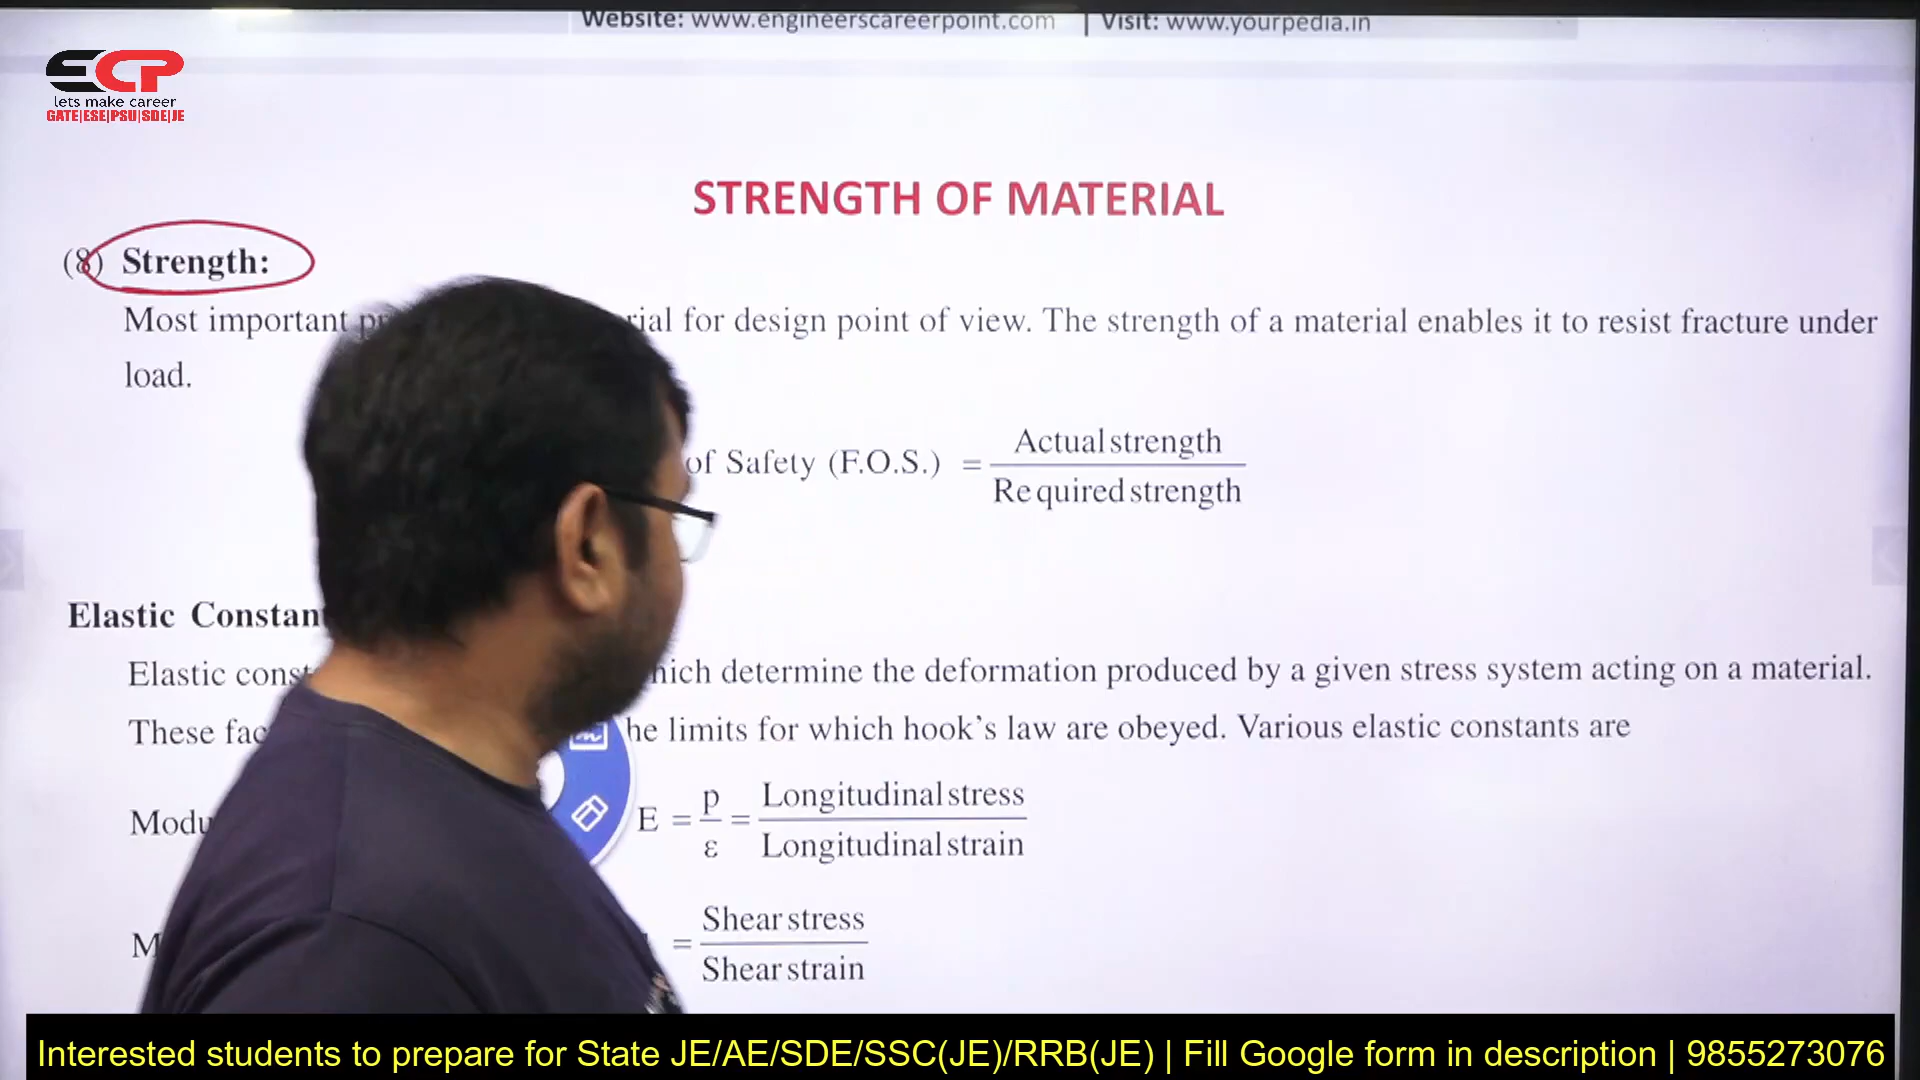 Website: www.engineerscareerpoint.com | Visit: www.yourpedia.in
ECP
lets make career
GATE|ESE|PSU|SDE|JE
STRENGTH OF MATERIAL
(8) Strength:
Most important rial for design point of view. The strength of a material enables it to resist fracture under
load.
of Safety (F.O.S.) = Actual strength
Re quired strength
Elastic Constan
Elastic cons hich determine the deformation produced by a given stress system acting on a material.
These fac he limits for which hook's law are obeyed. Various elastic constants are
Modu E = p/ε = Longitudinal stress
Longitudinal strain
M = Shear stress
Shear strain
Interested students to prepare for State JE/AE/SDE/SSC(JE)/RRB(JE) | Fill Google form in description | 9855273076